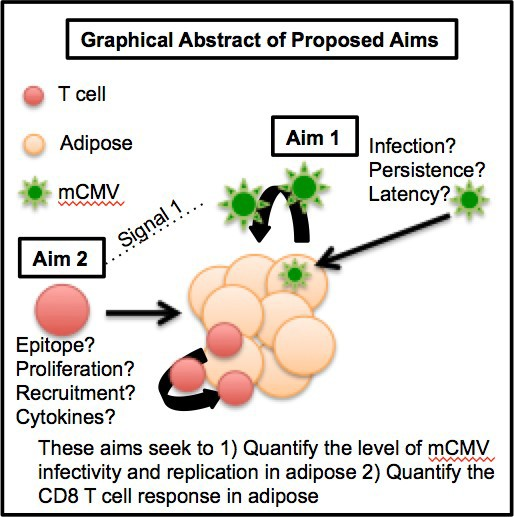 Graphical Abstract of Proposed Aims
T cell
Adipose
mCMV
Aim 1
Infection?
Persistence?
Latency?
Signal 1
Aim 2
Epitope?
Proliferation?
Recruitment?
Cytokines?
These aims seek to 1) Quantify the level of mCMV
infectivity and replication in adipose 2) Quantify the
CD8 T cell response in adipose